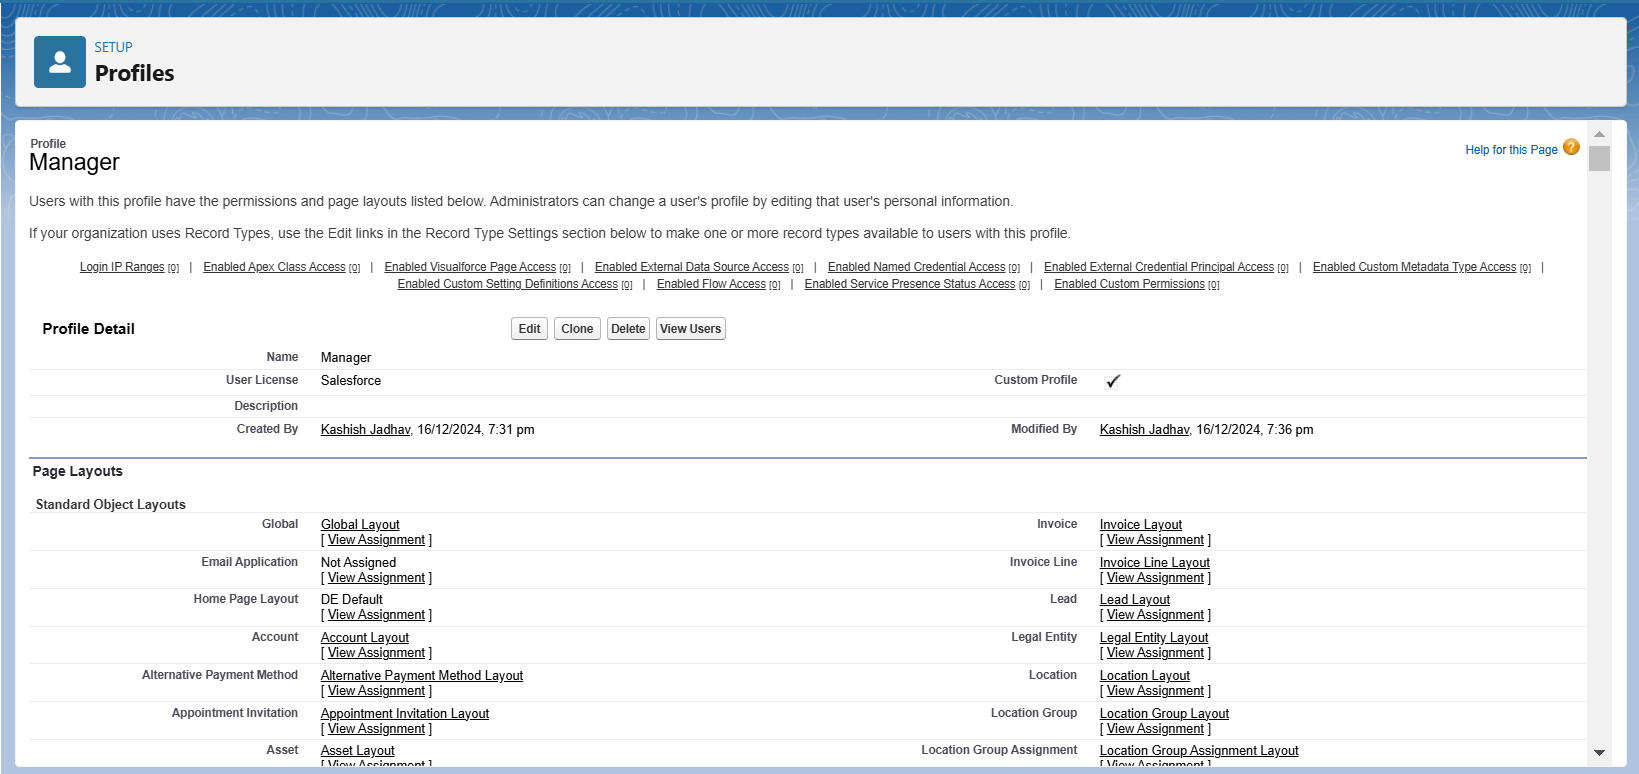 SETUP
Profiles
Profile
Manager
Help for this Page ?
Users with this profile have the permissions and page layouts listed below. Administrators can change a user's profile by editing that user's personal information.
If your organization uses Record Types, use the Edit links in the Record Type Settings section below to make one or more record types available to users with this profile.
Login IP Ranges [0] | Enabled Apex Class Access [0] | Enabled Visualforce Page Access [0] | Enabled External Data Source Access [0] | Enabled Named Credential Access [0] | Enabled External Credential Principal Access [0] | Enabled Custom Metadata Type Access [0] |
Enabled Custom Setting Definitions Access [0] | Enabled Flow Access [0] | Enabled Service Presence Status Access [0] | Enabled Custom Permissions [0]
Profile Detail Edit Clone Delete View Users
Name Manager
User License Salesforce Custom Profile ✓
Description
Created By Kashish Jadhav, 16/12/2024, 7:31 pm Modified By Kashish Jadhav, 16/12/2024, 7:36 pm
Page Layouts
Standard Object Layouts
Global Global Layout Invoice Invoice Layout
[ View Assignment ] [ View Assignment ]
Email Application Not Assigned Invoice Line Invoice Line Layout
[ View Assignment ] [ View Assignment ]
Home Page Layout DE Default Lead Lead Layout
[ View Assignment ] [ View Assignment ]
Account Account Layout Legal Entity Legal Entity Layout
[ View Assignment ] [ View Assignment ]
Alternative Payment Method Alternative Payment Method Layout Location Location Layout
[ View Assignment ] [ View Assignment ]
Appointment Invitation Appointment Invitation Layout Location Group Location Group Layout
[ View Assignment ] [ View Assignment ]
Asset Asset Layout Location Group Assignment Location Group Assignment Layout
[ View Assignment ] [ View Assignment ]